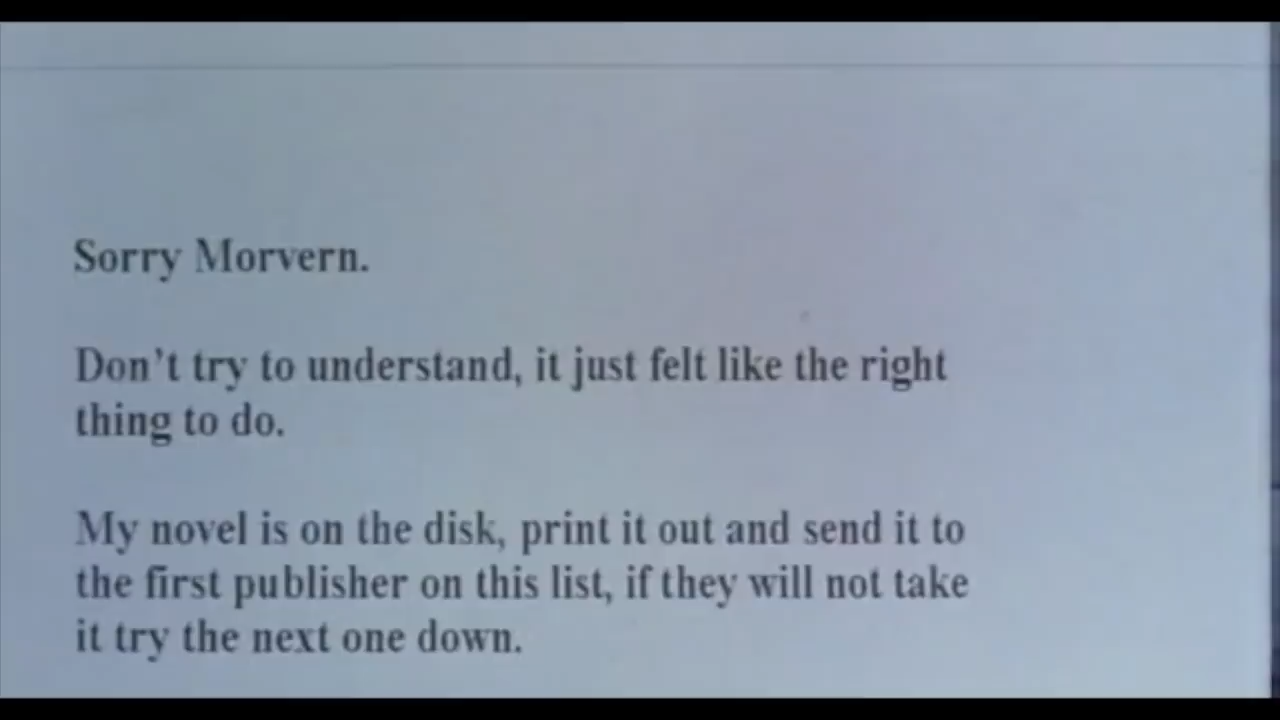 Sorry Morvern.
Don't try to understand, it just felt like the right
thing to do.
My novel is on the disk, print it out and send it to
the first publisher on this list, if they will not take
it try the next one down.